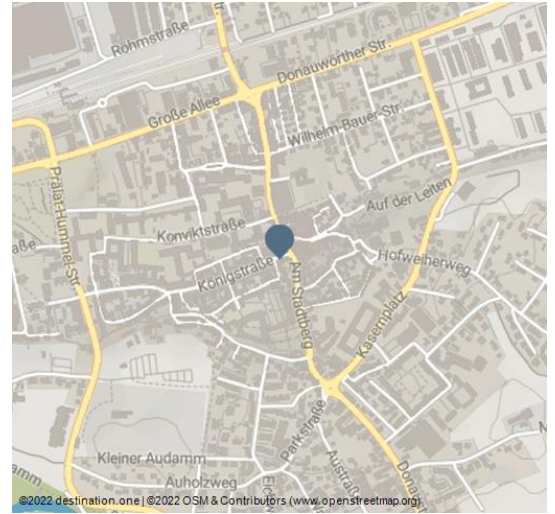 Röhmstraße
Donauwörther Str.
Große Allee
Wilhelm-Bauer-Str.
Prälat-Hummel-Str
Auf der Leiten
Konviktstraße
Hofweiherweg
Königstraße
Am Stadtberg
Kasernplatz
Parkstraße
Kleiner Audamm
Austraße
Auholzweg
©2022 destination.one | ©2022 OSM & Contributors (www.openstreetmap.org)